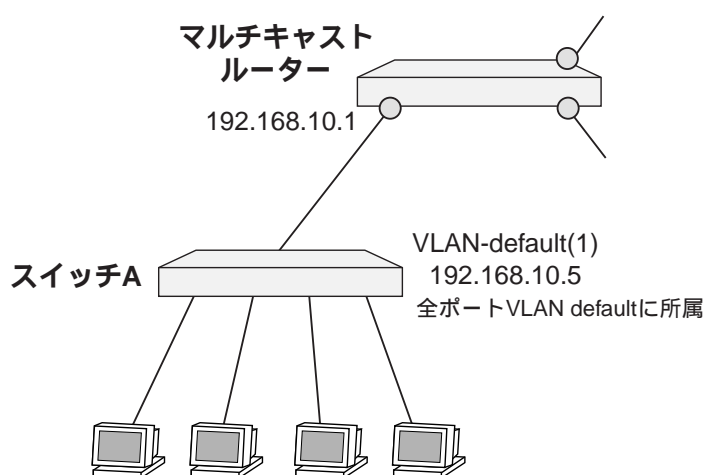 マルチキャスト
ルーター
192.168.10.1
VLAN-default(1)
192.168.10.5
全ポートVLAN defaultに所属
スイッチA